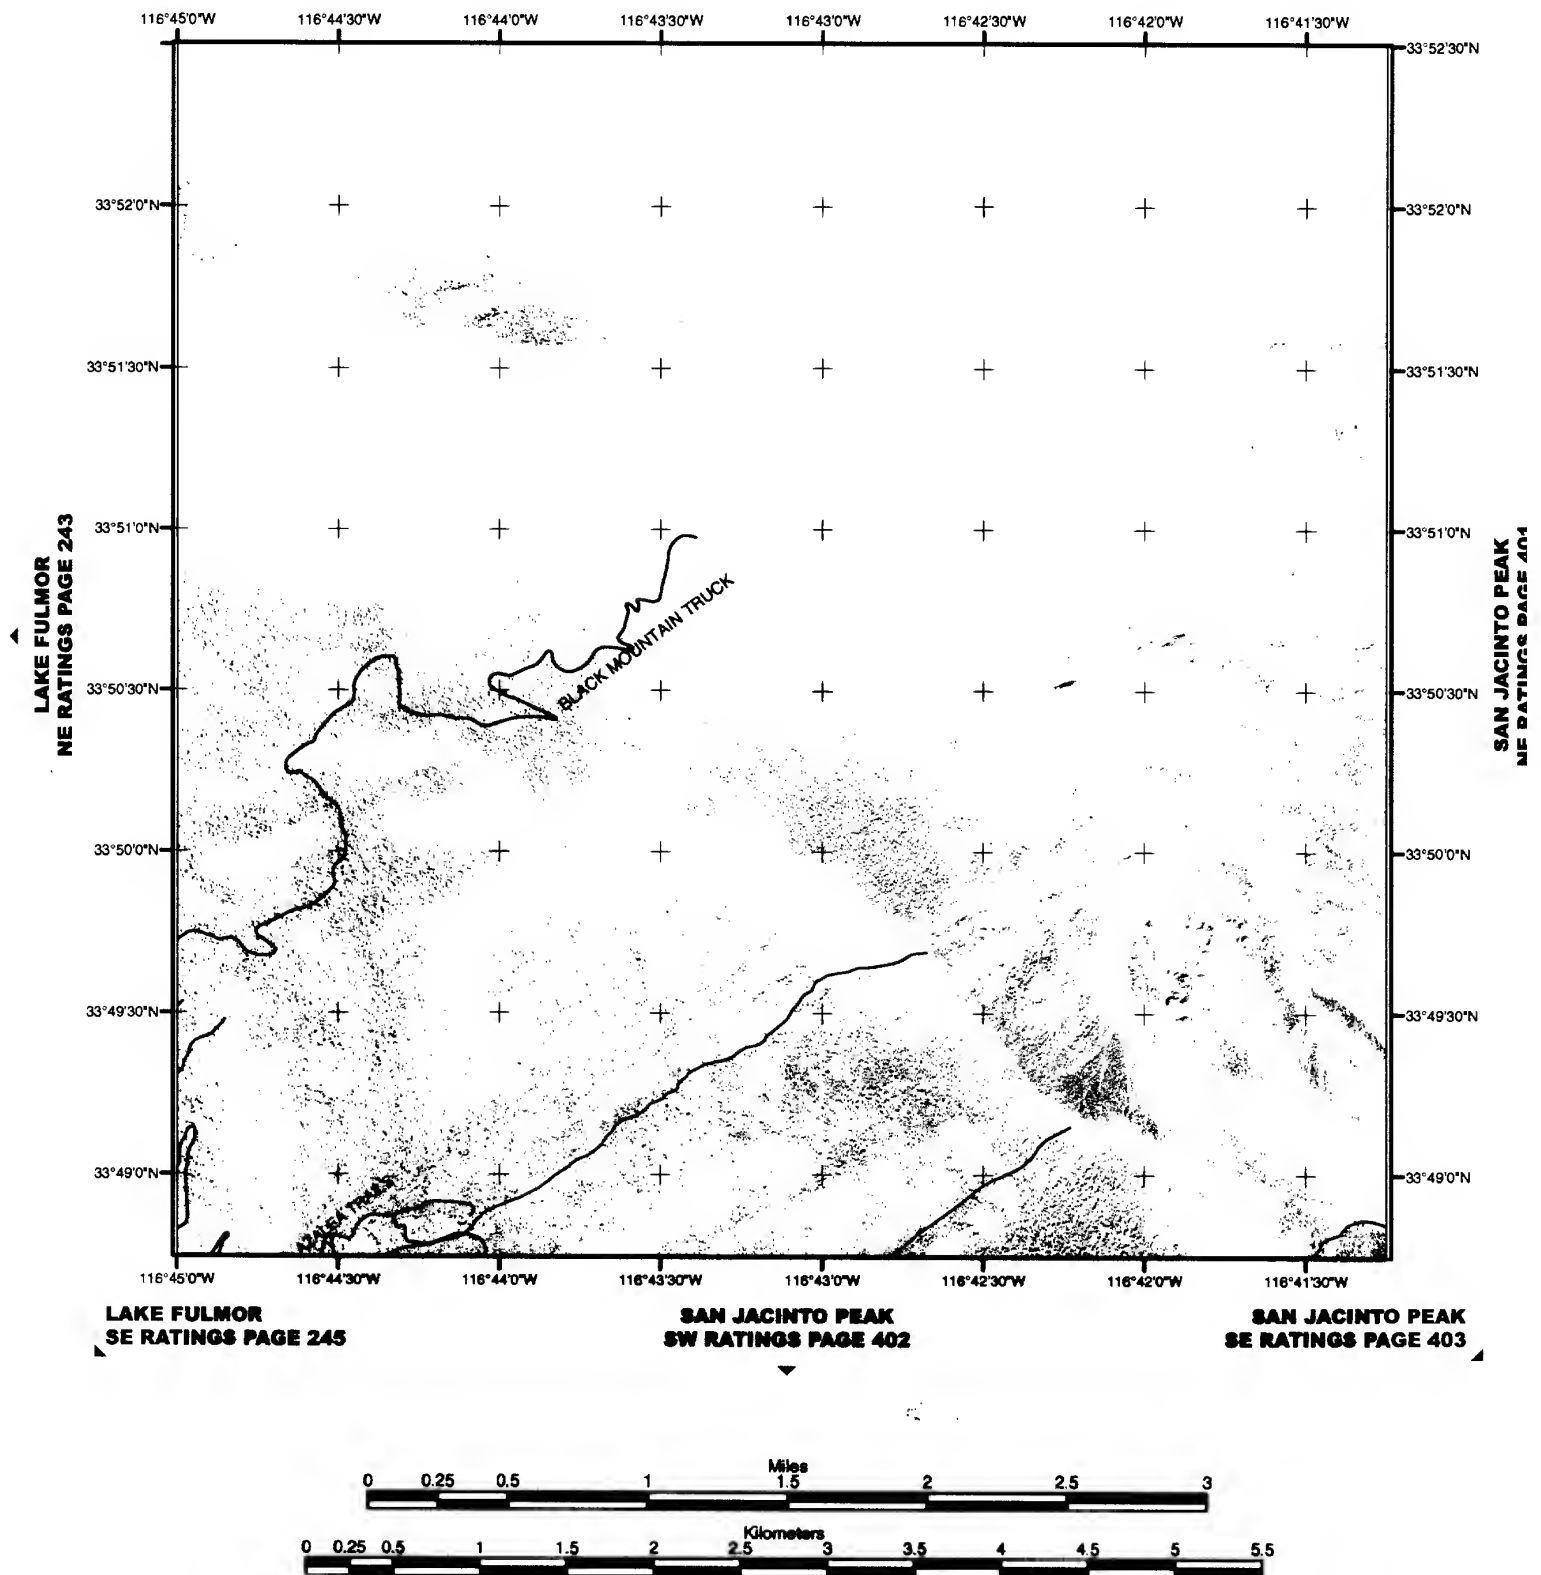 116°45'0"W 116°44'30"W 116°44'0"W 116°43'30"W 116°43'0"W 116°42'30"W 116°42'0"W 116°41'30"W
33°52'30"N
33°52'0"N 33°52'0"N
33°51'30"N 33°51'30"N
33°51'0"N 33°51'0"N
LAKE FULMOR
NE RATINGS PAGE 243
SAN JACINTO PEAK
NE RATINGS PAGE 401
BLACK MOUNTAIN TRUCK
33°50'30"N 33°50'30"N
33°50'0"N 33°50'0"N
33°49'30"N 33°49'30"N
33°49'0"N 33°49'0"N
TRAILS
116°45'0"W 116°44'30"W 116°44'0"W 116°43'30"W 116°43'0"W 116°42'30"W 116°42'0"W 116°41'30"W
LAKE FULMOR
SE RATINGS PAGE 245
SAN JACINTO PEAK
SW RATINGS PAGE 402
SAN JACINTO PEAK
SE RATINGS PAGE 403
Miles
0 0.25 0.5 1 1.5 2 2.5 3
Kilometers
0 0.25 0.5 1 1.5 2 2.5 3 3.5 4 4.5 5 5.5